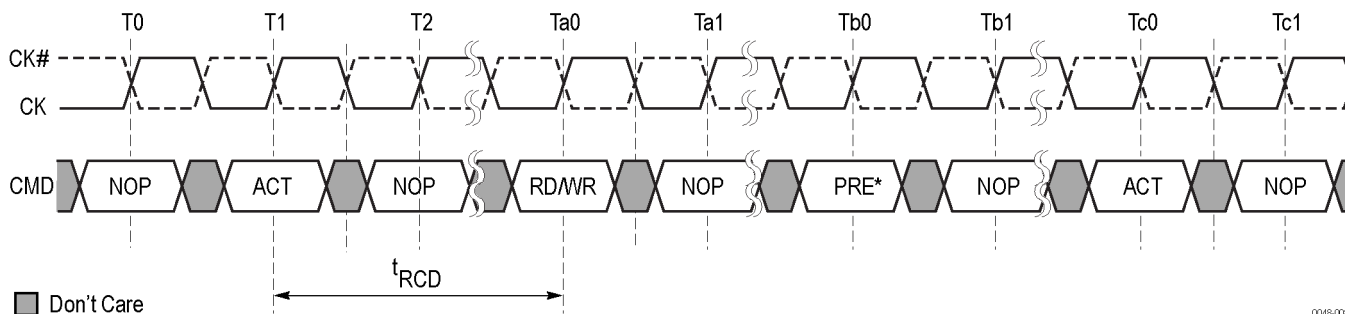 T0 T1 T2 Ta0 Ta1 Tb0 Tb1 Tc0 Tc1
CK#
CK
CMD NOP ACT NOP RD/WR NOP PRE* NOP ACT NOP
tRCD
Don't Care